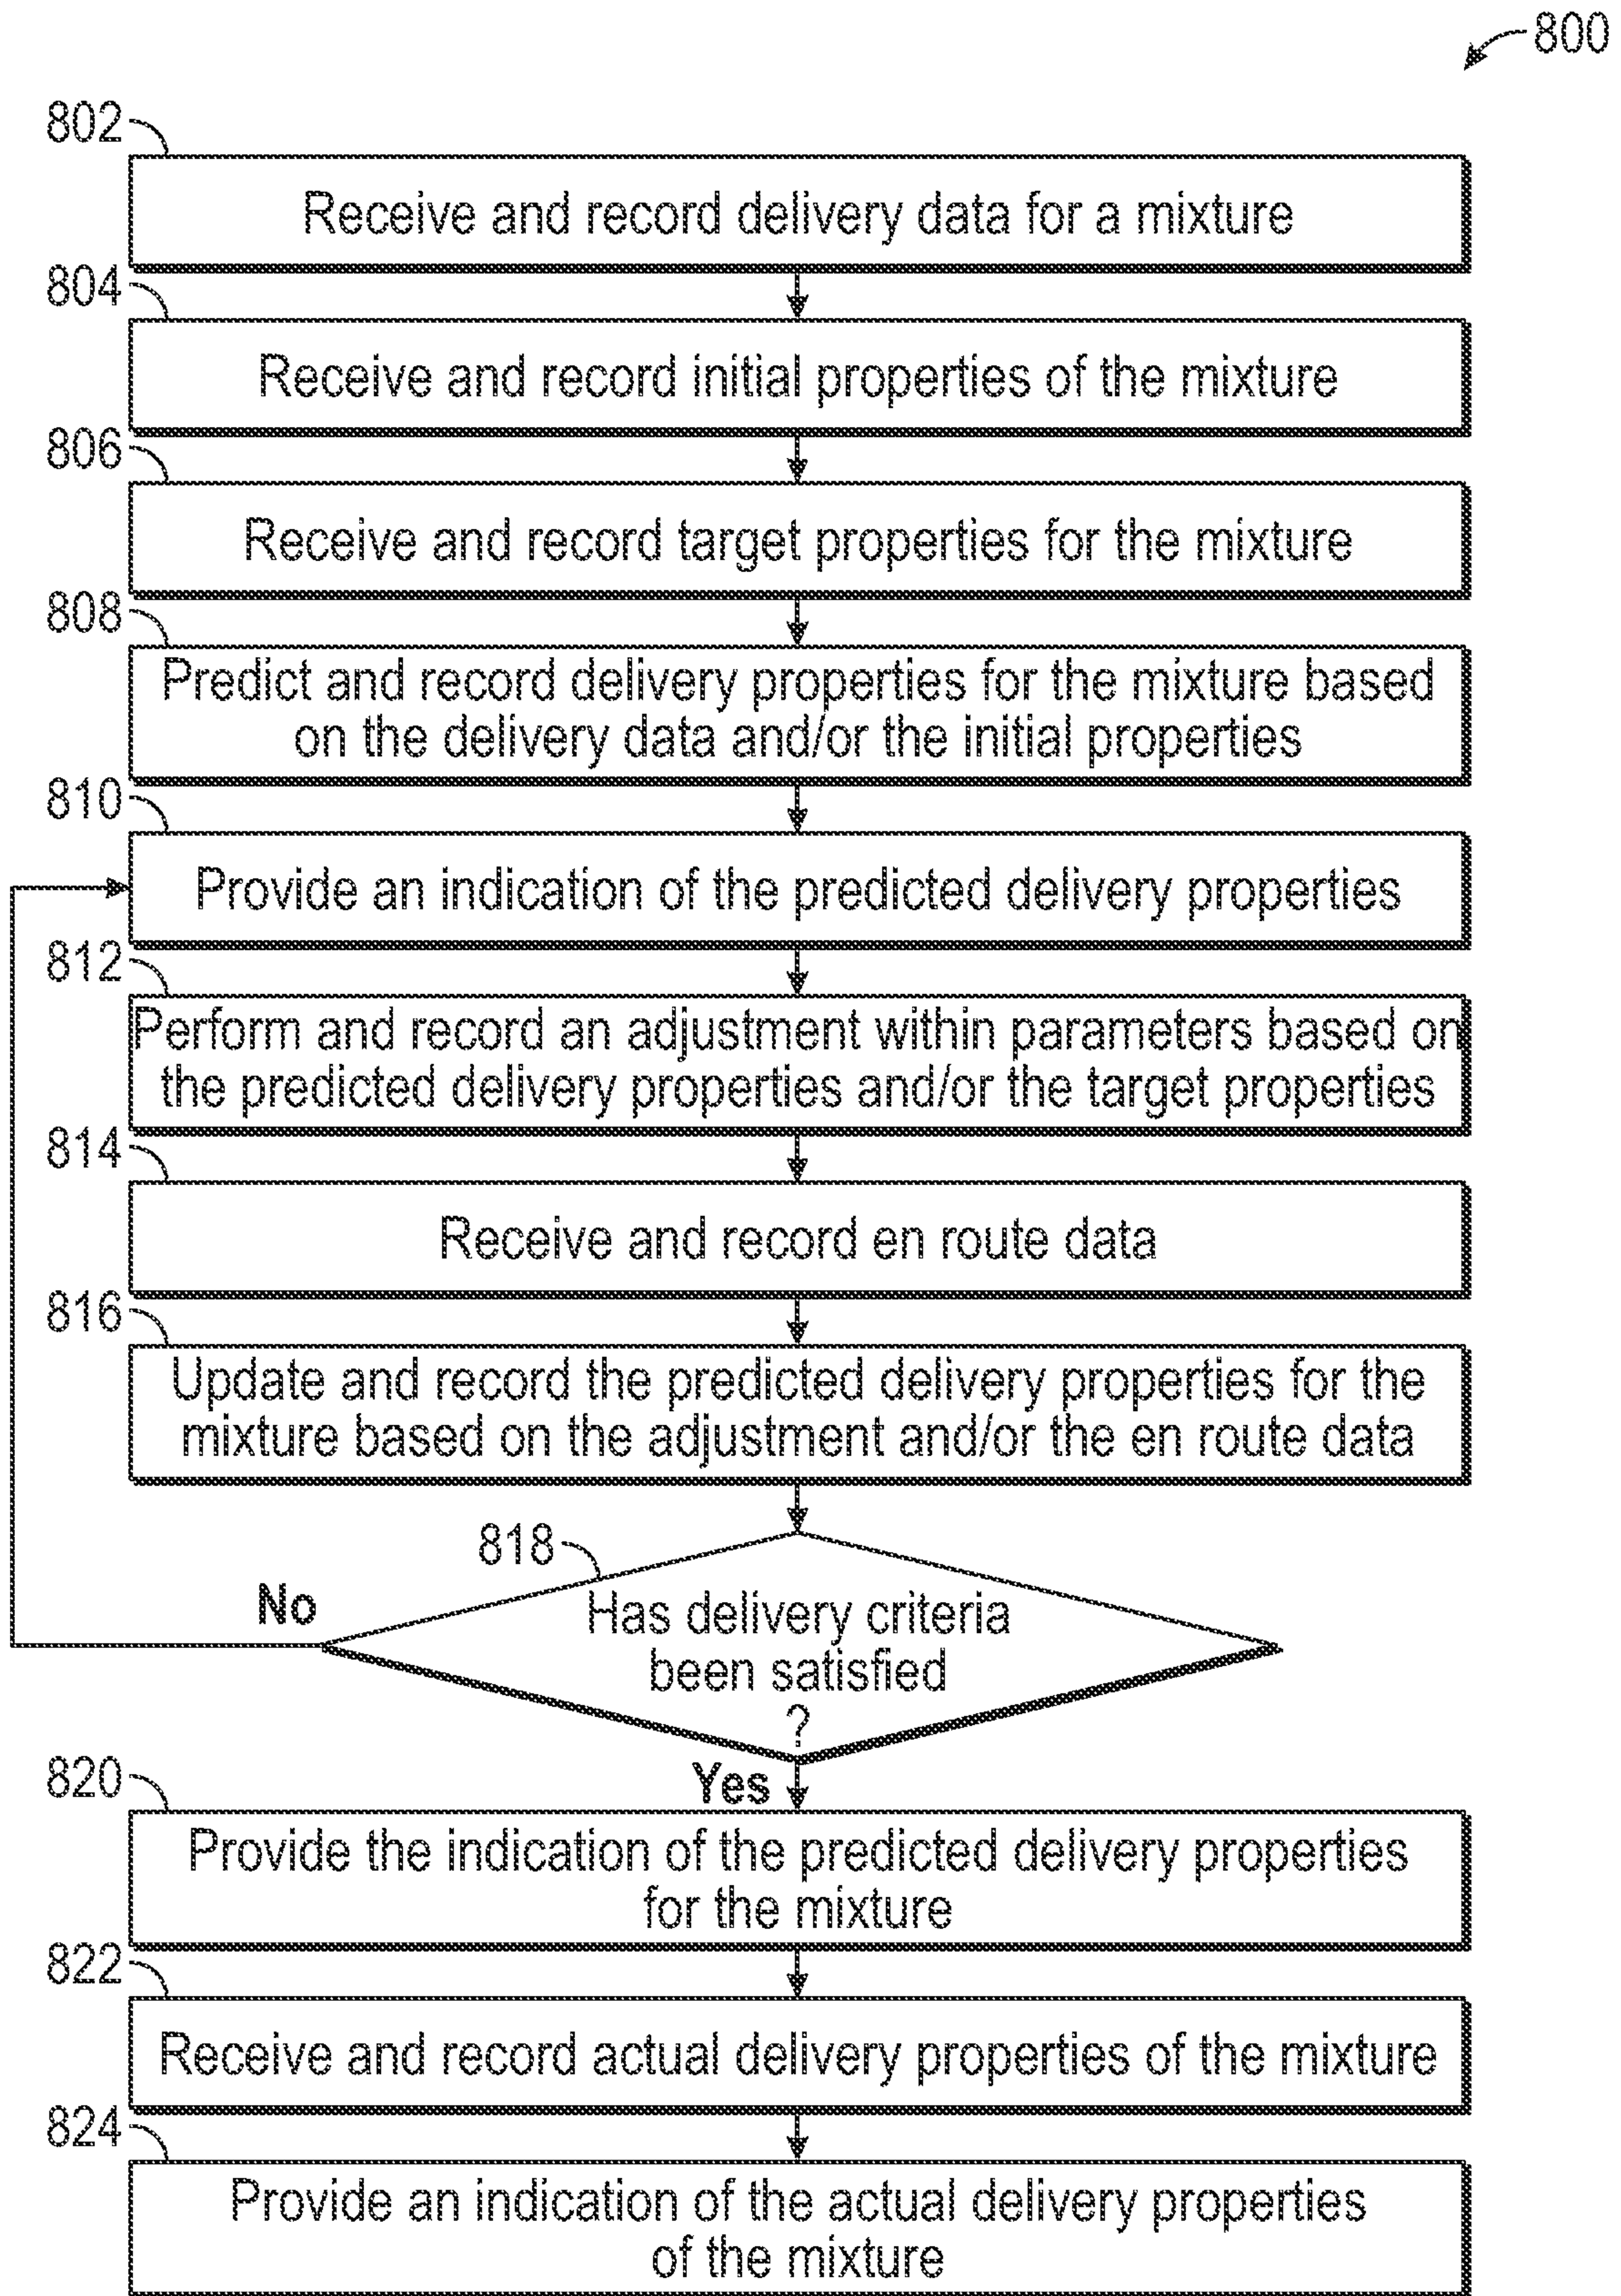 800
802
Receive and record delivery data for a mixture
804
Receive and record initial properties of the mixture
806
Receive and record target properties for the mixture
808
Predict and record delivery properties for the mixture based
on the delivery data and/or the initial properties
810
Provide an indication of the predicted delivery properties
812
Perform and record an adjustment within parameters based on
the predicted delivery properties and/or the target properties
814
Receive and record en route data
816
Update and record the predicted delivery properties for the
mixture based on the adjustment and/or the en route data
818
No
Has delivery criteria
been satisfied
?
Yes
820
Provide the indication of the predicted delivery properties
for the mixture
822
Receive and record actual delivery properties of the mixture
824
Provide an indication of the actual delivery properties
of the mixture